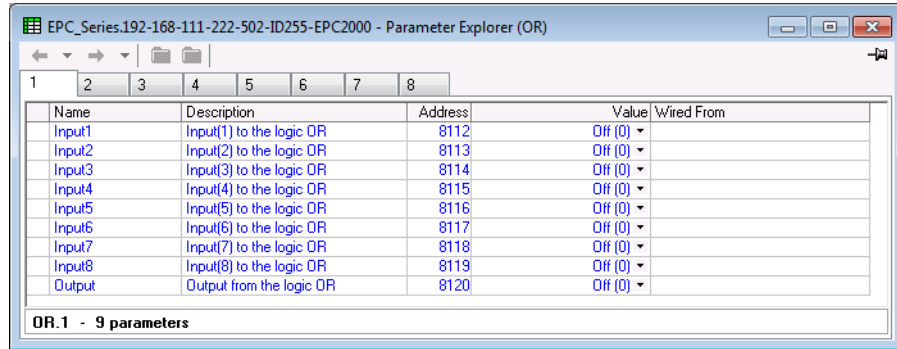 EPC_Series.192-168-111-222-502-ID255-EPC2000 - Parameter Explorer (OR)
1 2 3 4 5 6 7 8
Name Description Address Value Wired From
Input1 Input(1) to the logic OR 8112 Off (0)
Input2 Input(2) to the logic OR 8113 Off (0)
Input3 Input(3) to the logic OR 8114 Off (0)
Input4 Input(4) to the logic OR 8115 Off (0)
Input5 Input(5) to the logic OR 8116 Off (0)
Input6 Input(6) to the logic OR 8117 Off (0)
Input7 Input(7) to the logic OR 8118 Off (0)
Input8 Input(8) to the logic OR 8119 Off (0)
Output Output from the logic OR 8120 Off (0)
OR.1 - 9 parameters